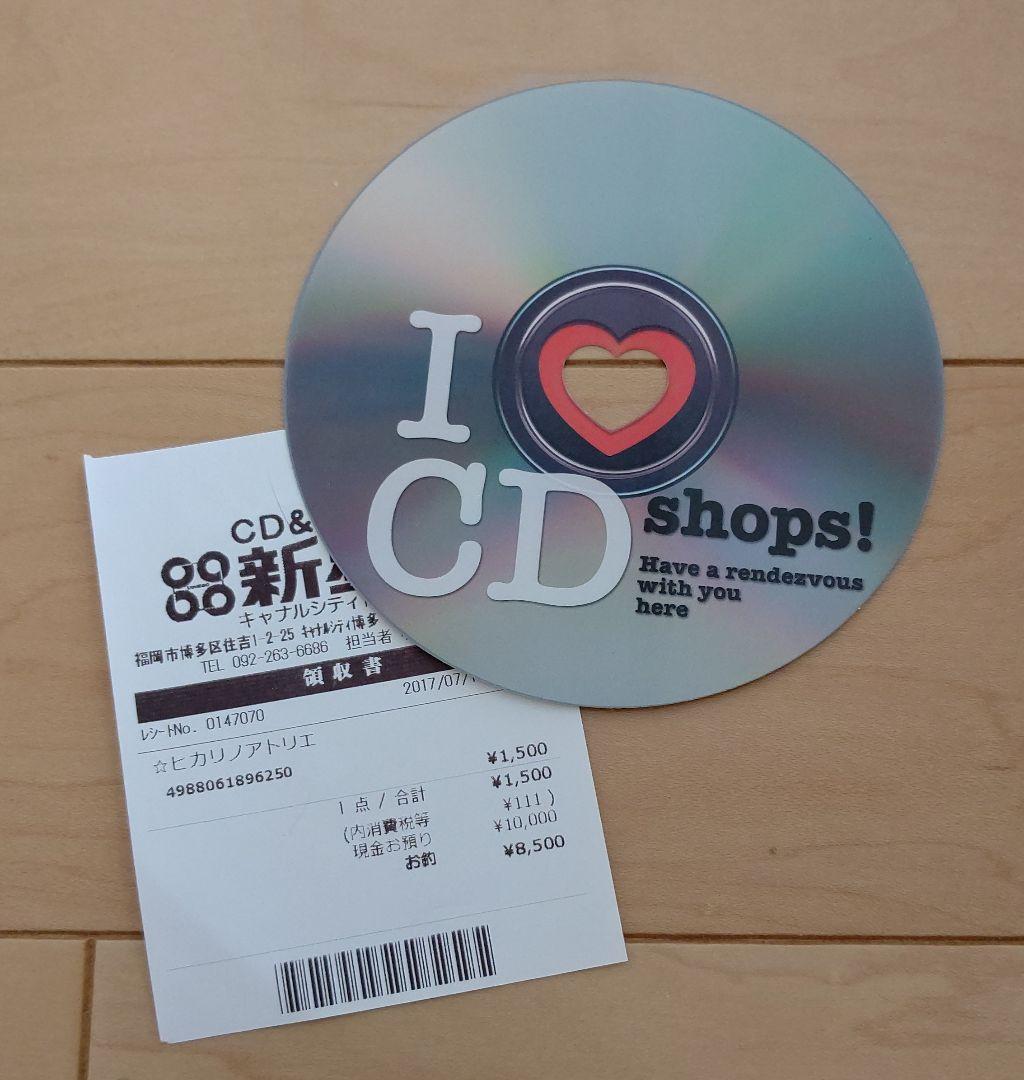 I
CD
shops!
Have a rendezvous
with you
here
CD&
新
キャナルシティ
福岡市博多区住吉1-2-25 ｷｬﾅﾙｼﾃｨ博多
TEL 092-263-6686 担当者
領収書
2017/07/1
ﾚｼｰﾄNo. 0147070
☆ヒカリノアトリエ
4988061896250 ¥1,500
1 点 / 合計 ¥1,500
(内消費税等 ¥111 )
現金お預り ¥10,000
お釣 ¥8,500